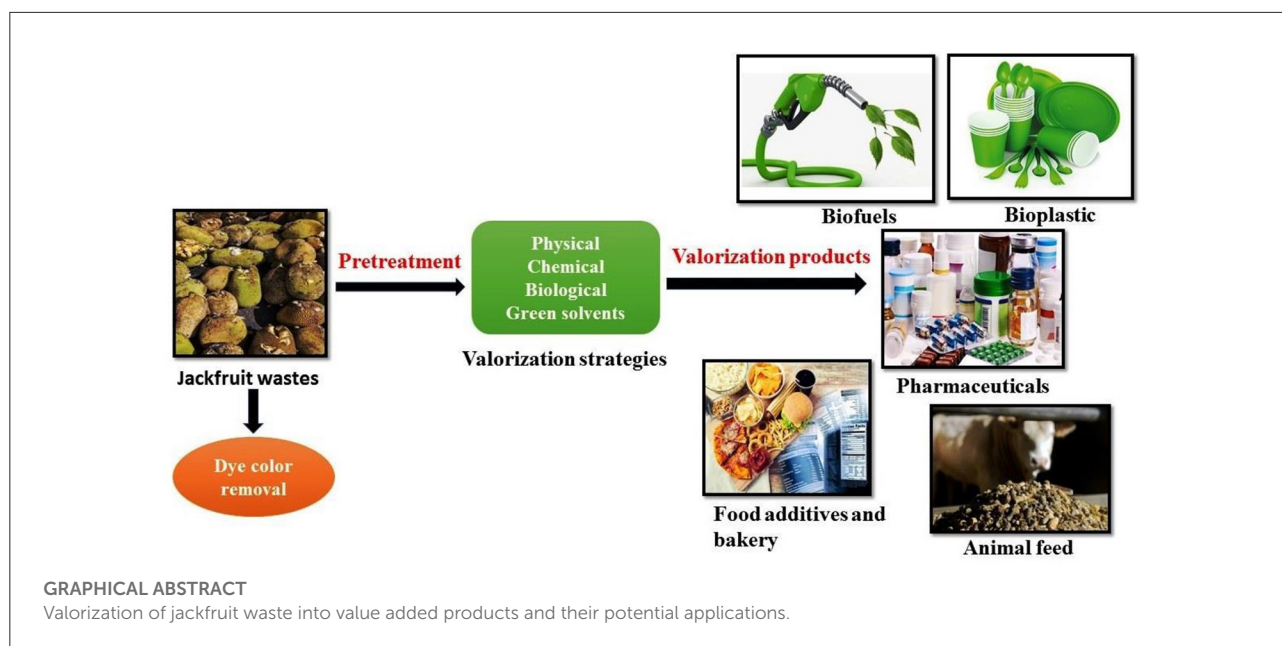 Jackfruit wastes
Dye color
removal
Pretreatment
Physical
Chemical
Biological
Green solvents
Valorization strategies
Valorization products
Biofuels
Bioplastic
Pharmaceuticals
Food additives and
bakery
Animal feed
GRAPHICAL ABSTRACT
Valorization of jackfruit waste into value added products and their potential applications.